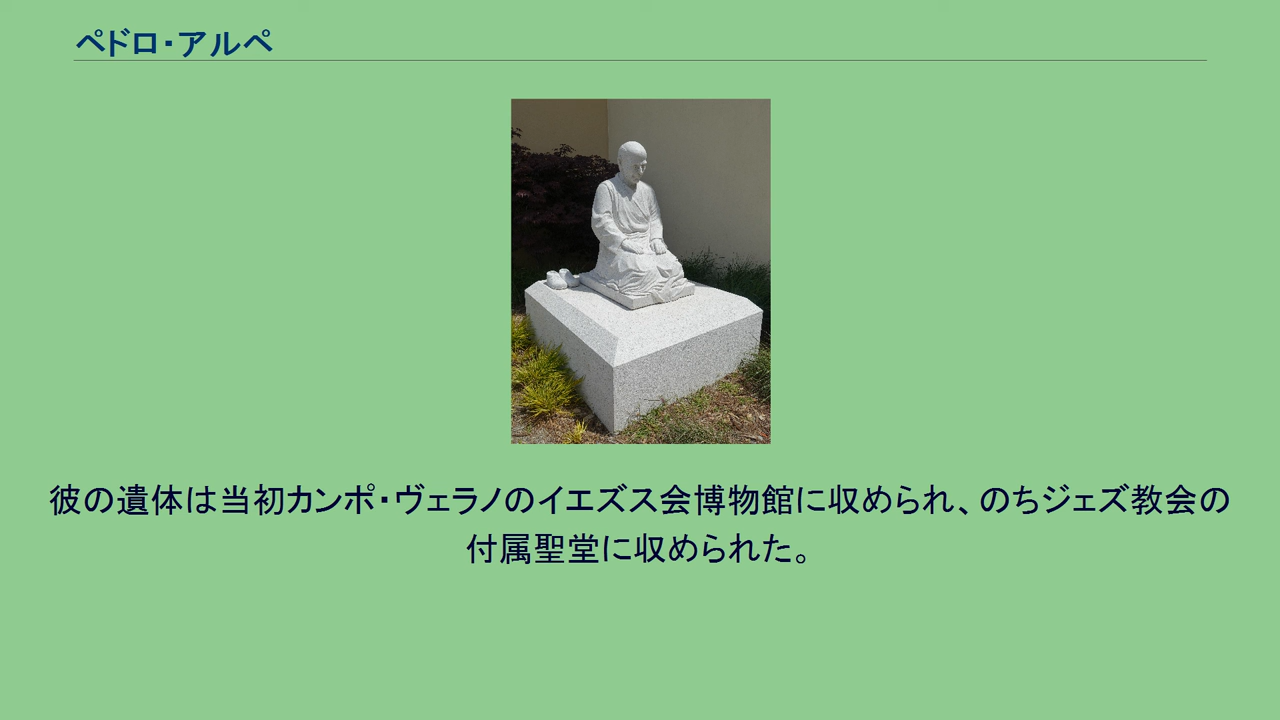 ペドロ・アルペ
彼の遺体は当初カンポ・ヴェラノのイエズス会博物館に収められ、のちジェズ教会の
付属聖堂に収められた。